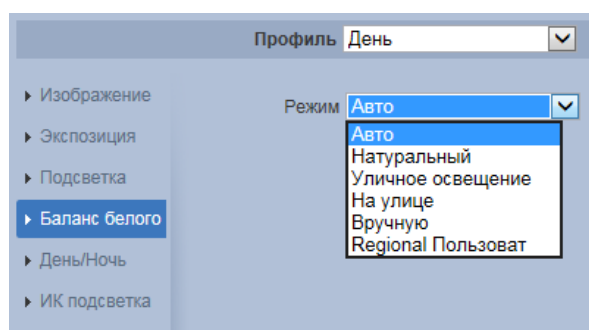 Профиль День
Изображение
Режим Авто
Экспозиция
Авто
Натуральный
Подсветка
Уличное освещение
Баланс белого
На улице
Вручную
День/Ночь
Regional Пользоват
ИК подсветка